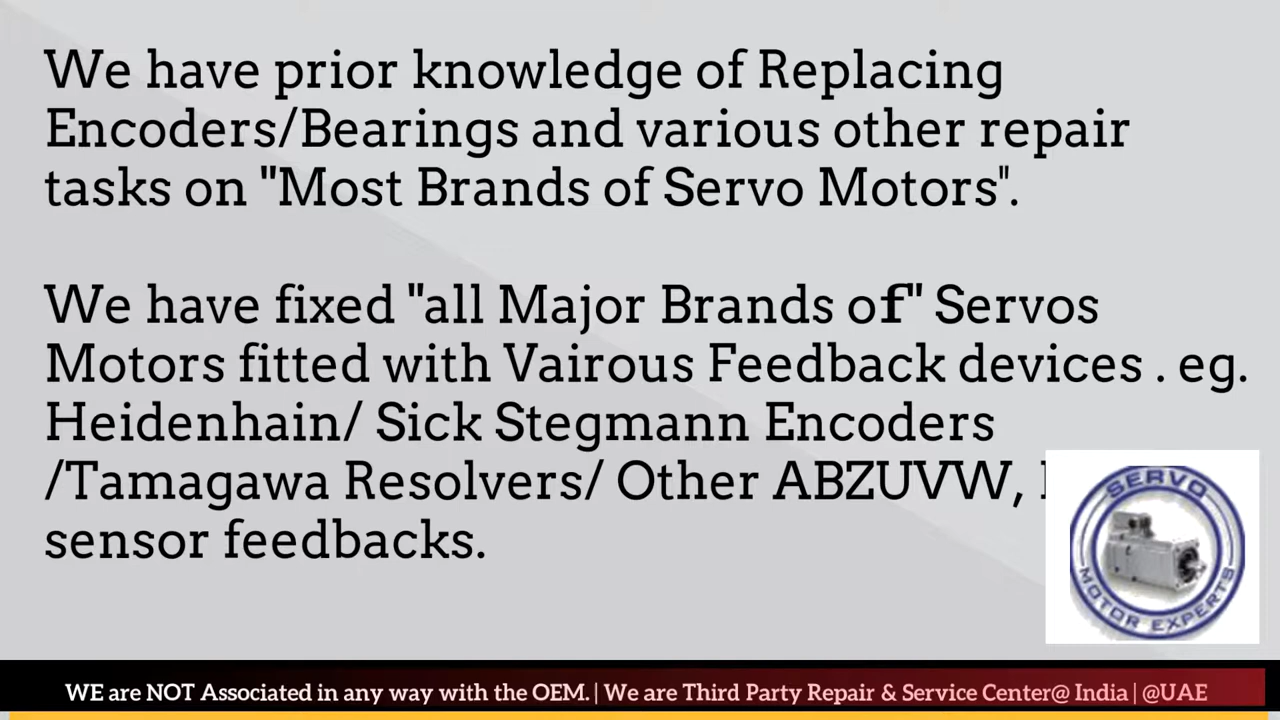 We have prior knowledge of Replacing
Encoders/Bearings and various other repair
tasks on "Most Brands of Servo Motors".
We have fixed "all Major Brands of" Servos
Motors fitted with Vairous Feedback devices . eg.
Heidenhain/ Sick Stegmann Encoders
/Tamagawa Resolvers/ Other ABZUVW,
sensor feedbacks.
SERVO
MOTOR EXPERTS
WE are NOT Associated in any way with the OEM. | We are Third Party Repair & Service Center@ India | @UAE